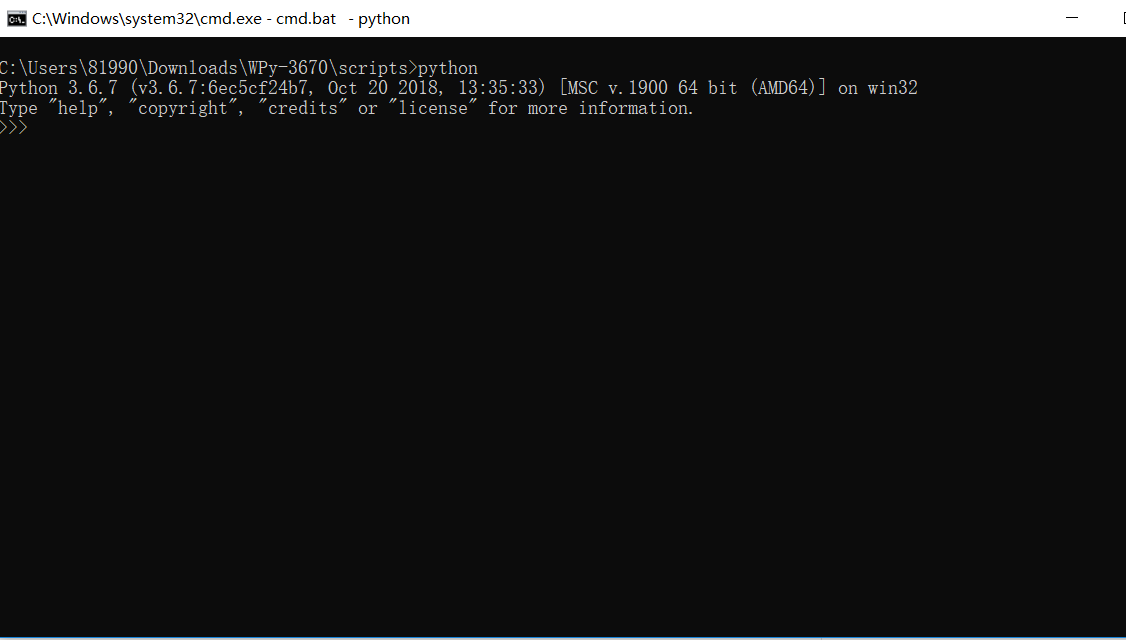 C:\Windows\system32\cmd.exe - cmd.bat - python
C:\Users\81990\Downloads\WPy-3670\scripts>python
Python 3.6.7 (v3.6.7:6ec5cf24b7, Oct 20 2018, 13:35:33) [MSC v.1900 64 bit (AMD64)] on win32
Type "help", "copyright", "credits" or "license" for more information.
>>>